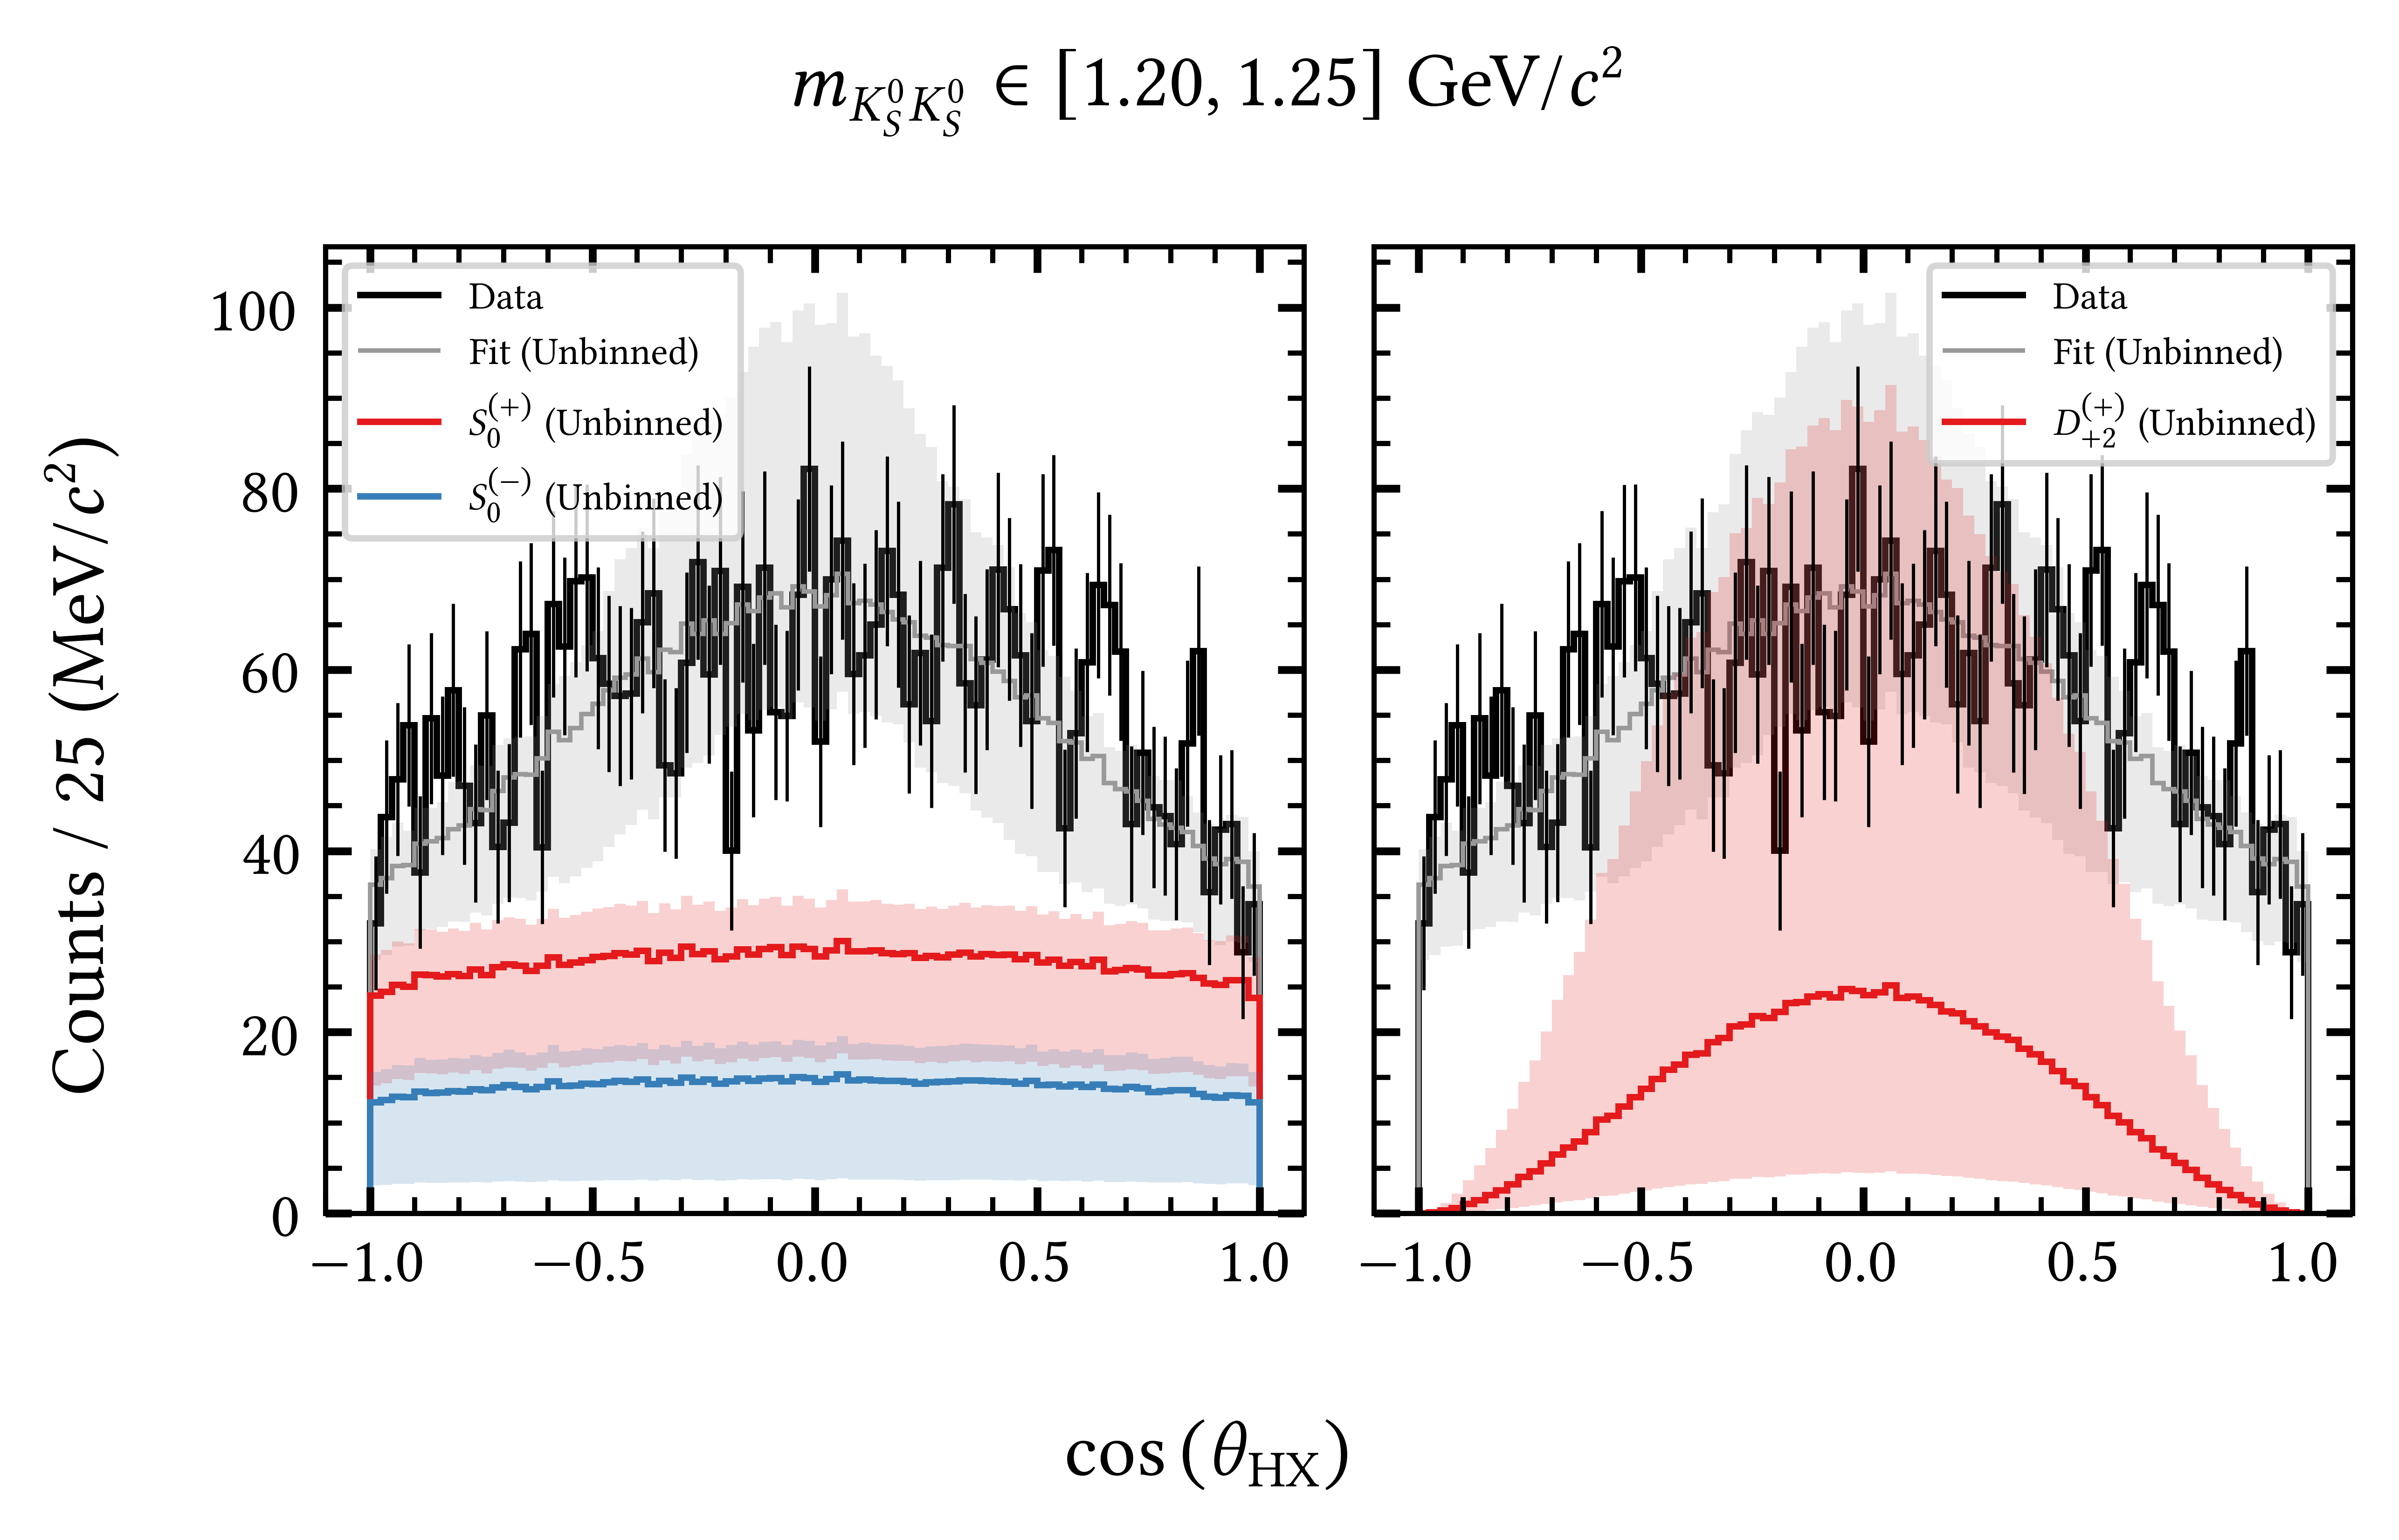 m_{K_S^0 K_S^0} ∈ [1.20, 1.25] GeV/c²
Counts / 25 (MeV/c²)
100
80
60
40
20
0
Data
Fit (Unbinned)
S_0^{(+)} (Unbinned)
S_0^{(−)} (Unbinned)
−1.0 −0.5 0.0 0.5 1.0
Data
Fit (Unbinned)
D_{+2}^{(+)} (Unbinned)
−1.0 −0.5 0.0 0.5 1.0
cos (θ_{HX})